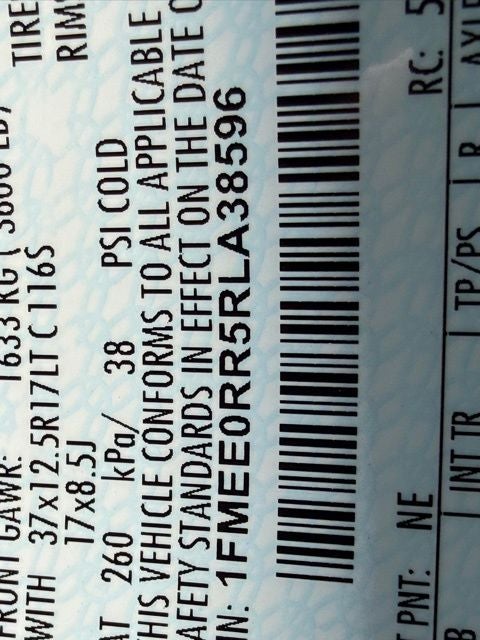 TIRE
RIM
FRONT GAWR: 1633 KG ( 3600 LB)
WITH 37x12.5R17LT C 116S
17x8.5J
AT 260 kPa/ 38 PSI COLD
THIS VEHICLE CONFORMS TO ALL APPLICABLE
SAFETY STANDARDS IN EFFECT ON THE DATE O
IN: 1FMEE0RR5RLA38596
PNT: NE RC: 5
INT TR TP/PS R AXLE